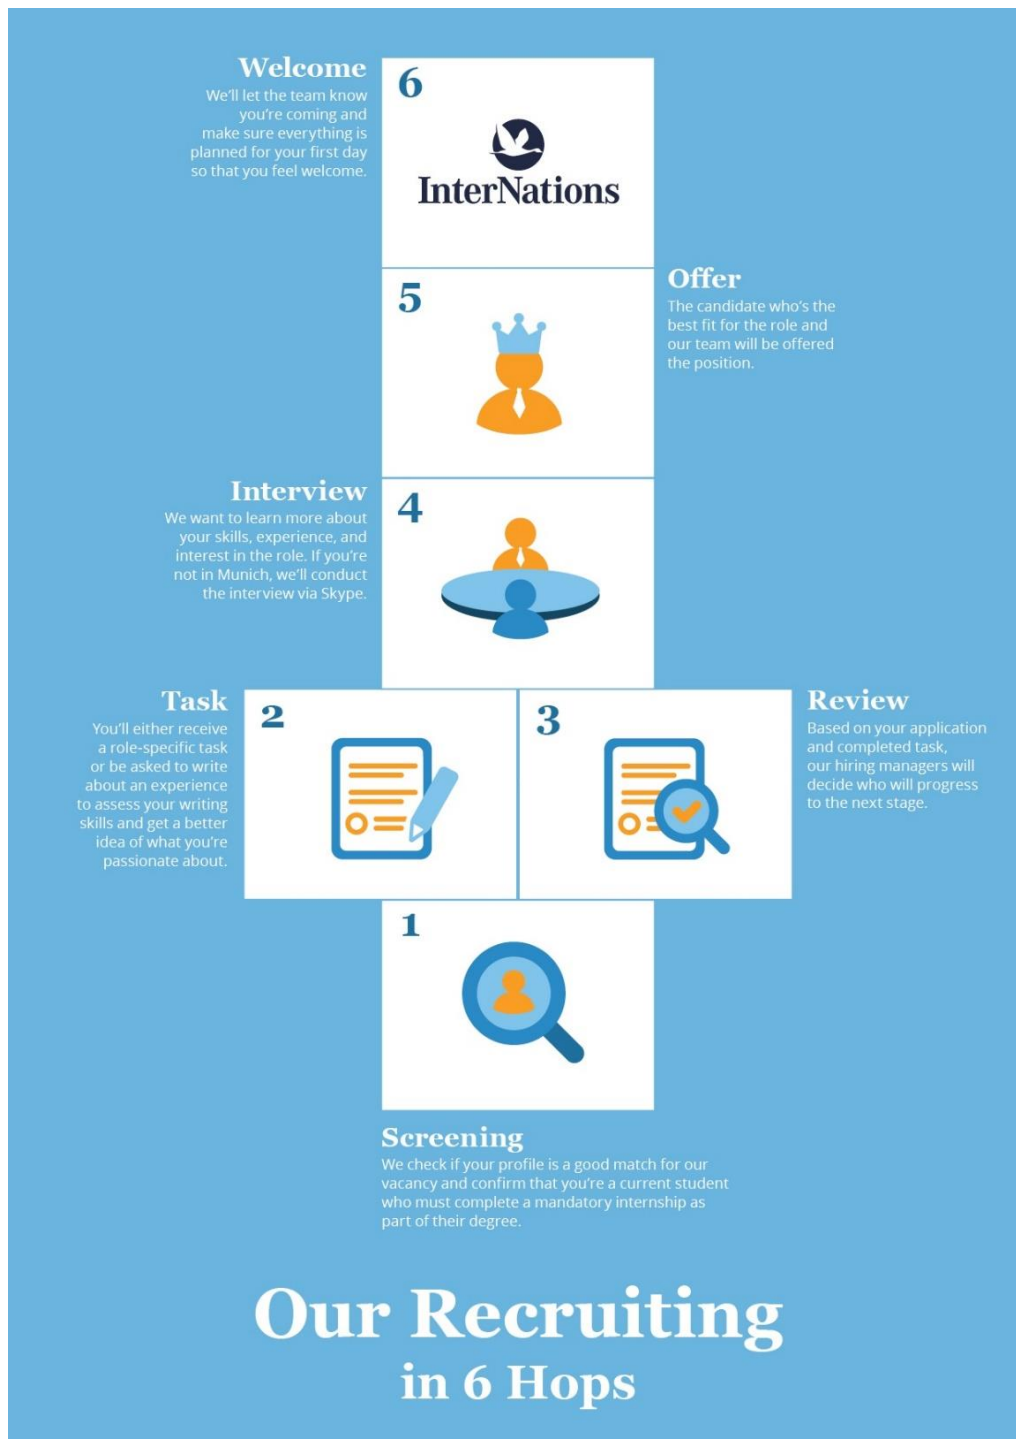 Welcome
We'll let the team know
you're coming and
make sure everything is
planned for your first day
so that you feel welcome.
6
InterNations
5
Offer
The candidate who's the
best fit for the role and
our team will be offered
the position.
Interview
We want to learn more about
your skills, experience, and
interest in the role. If you're
not in Munich, we'll conduct
the interview via Skype.
4
Task
You'll either receive
a role-specific task
or be asked to write
about an experience
to assess your writing
skills and get a better
idea of what you're
passionate about.
2
3
Review
Based on your application
and completed task,
our hiring managers will
decide who will progress
to the next stage.
1
Screening
We check if your profile is a good match for our
vacancy and confirm that you're a current student
who must complete a mandatory internship as
part of their degree.
Our Recruiting
in 6 Hops